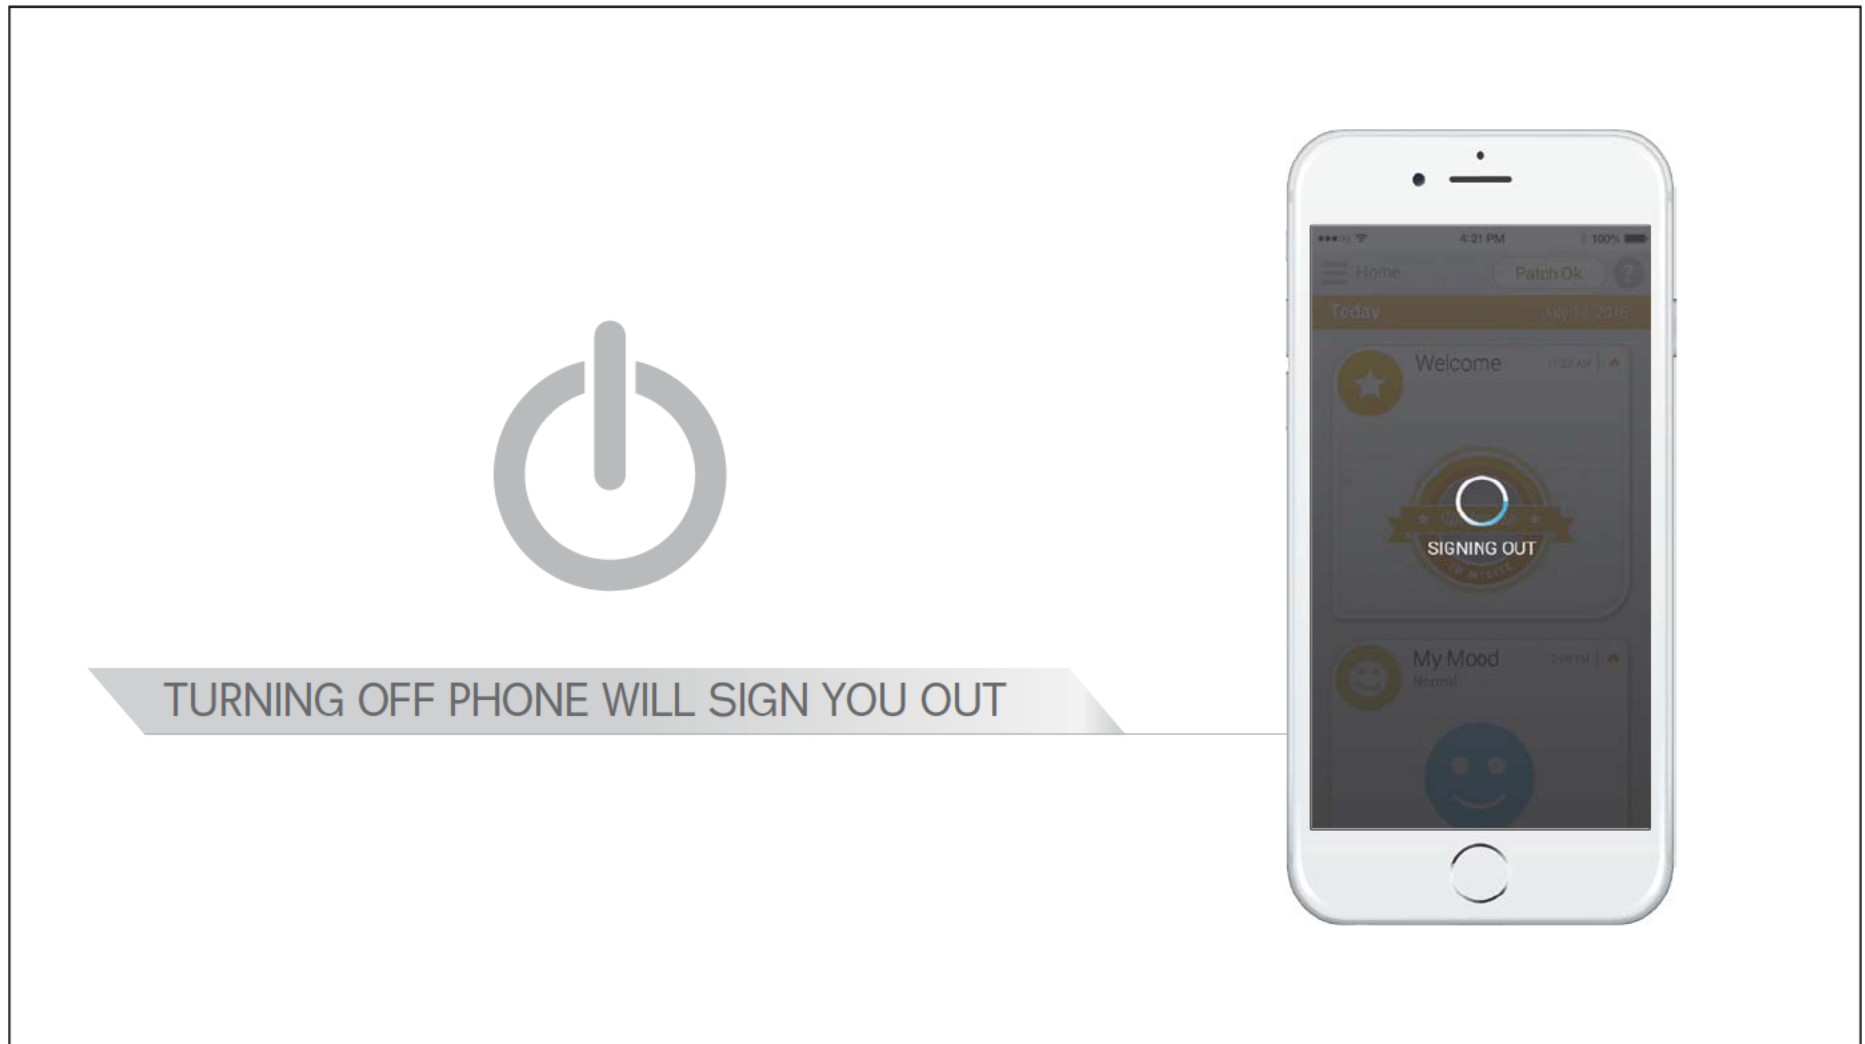 TURNING OFF PHONE WILL SIGN YOU OUT
4:21 PM
100%
Home
Patch Ok
?
Today
Welcome
SIGNING OUT
My Mood
Normal